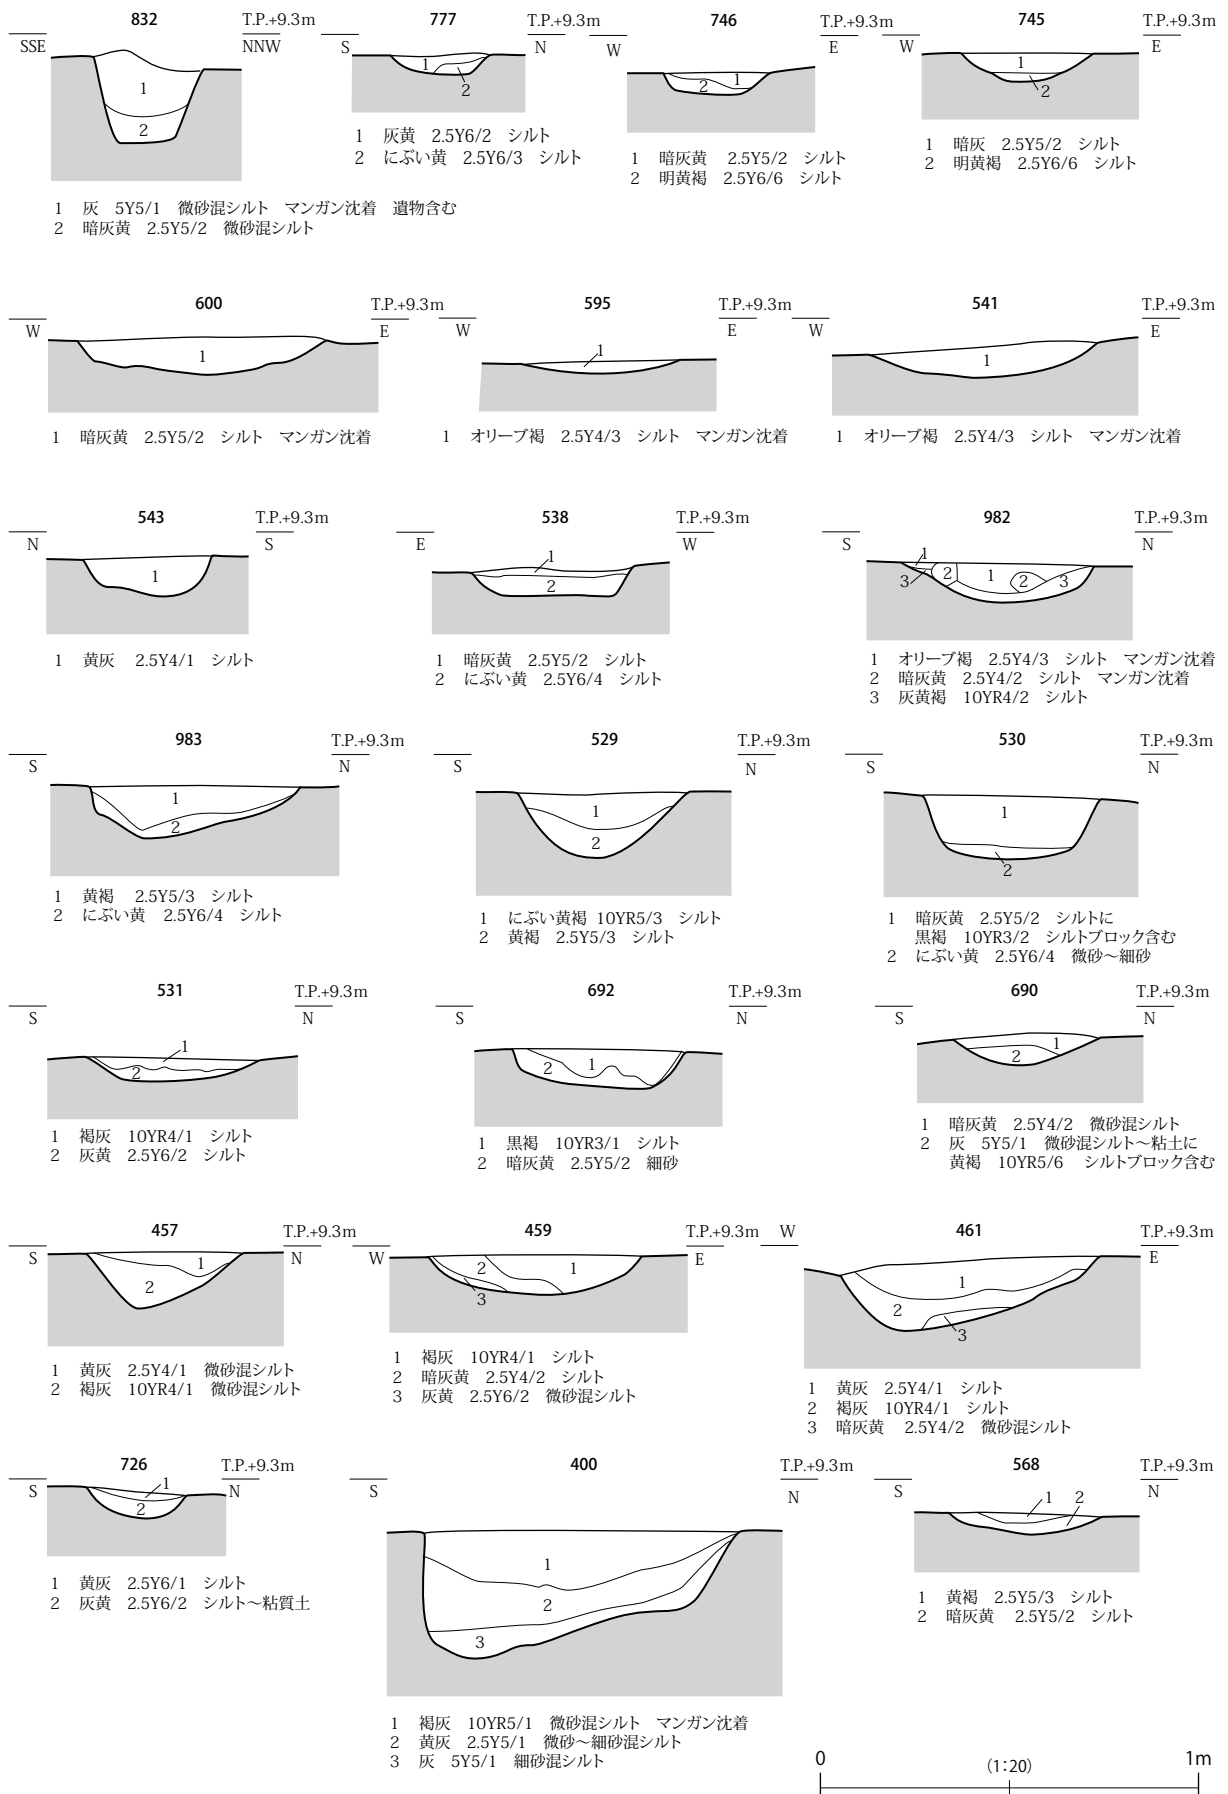 832
T.P.+9.3m
SSE
NNW
1
2
1 灰 5Y5/1 微砂混シルト マンガン沈着 遺物含む
2 暗灰黄 2.5Y5/2 微砂混シルト
777
T.P.+9.3m
S
N
1
2
1 灰黄 2.5Y6/2 シルト
2 にぶい黄 2.5Y6/3 シルト
746
T.P.+9.3m
W
E
2
1
1 暗灰黄 2.5Y5/2 シルト
2 明黄褐 2.5Y6/6 シルト
745
T.P.+9.3m
W
E
1
2
1 暗灰 2.5Y5/2 シルト
2 明黄褐 2.5Y6/6 シルト
600
T.P.+9.3m
W
E
1
1 暗灰黄 2.5Y5/2 シルト マンガン沈着
595
T.P.+9.3m
W
E
1
1 オリーブ褐 2.5Y4/3 シルト マンガン沈着
541
T.P.+9.3m
W
E
1
1 オリーブ褐 2.5Y4/3 シルト マンガン沈着
543
T.P.+9.3m
N
S
1
1 黄灰 2.5Y4/1 シルト
538
T.P.+9.3m
E
W
1
2
1 暗灰黄 2.5Y5/2 シルト
2 にぶい黄 2.5Y6/4 シルト
982
T.P.+9.3m
S
N
1
3
2
1
2
3
1 オリーブ褐 2.5Y4/3 シルト マンガン沈着
2 暗灰黄 2.5Y4/2 シルト マンガン沈着
3 灰黄褐 10YR4/2 シルト
983
T.P.+9.3m
S
N
1
2
1 黄褐 2.5Y5/3 シルト
2 にぶい黄 2.5Y6/4 シルト
529
T.P.+9.3m
S
N
1
2
1 にぶい黄褐 10YR5/3 シルト
2 黄褐 2.5Y5/3 シルト
530
T.P.+9.3m
S
N
1
2
1 暗灰黄 2.5Y5/2 シルトに
黒褐 10YR3/2 シルトブロック含む
2 にぶい黄 2.5Y6/4 微砂～細砂
531
T.P.+9.3m
S
N
1
2
1 褐灰 10YR4/1 シルト
2 灰黄 2.5Y6/2 シルト
692
T.P.+9.3m
S
N
2
1
1 黒褐 10YR3/1 シルト
2 暗灰黄 2.5Y5/2 細砂
690
T.P.+9.3m
S
N
1
2
1 暗灰黄 2.5Y4/2 微砂混シルト
2 灰 5Y5/1 微砂混シルト～粘土に
黄褐 10YR5/6 シルトブロック含む
457
T.P.+9.3m
S
N
1
2
1 黄灰 2.5Y4/1 微砂混シルト
2 褐灰 10YR4/1 微砂混シルト
459
T.P.+9.3m
W
E
2
1
3
1 褐灰 10YR4/1 シルト
2 暗灰黄 2.5Y4/2 シルト
3 灰黄 2.5Y6/2 微砂混シルト
461
T.P.+9.3m
W
E
1
2
3
1 黄灰 2.5Y4/1 シルト
2 褐灰 10YR4/1 シルト
3 暗灰黄 2.5Y4/2 微砂混シルト
726
T.P.+9.3m
S
N
1
2
1 黄灰 2.5Y6/1 シルト
2 灰黄 2.5Y6/2 シルト～粘質土
400
T.P.+9.3m
S
N
1
2
3
1 褐灰 10YR5/1 微砂混シルト マンガン沈着
2 黄灰 2.5Y5/1 微砂～細砂混シルト
3 灰 5Y5/1 細砂混シルト
568
T.P.+9.3m
S
N
1
2
1 黄褐 2.5Y5/3 シルト
2 暗灰黄 2.5Y5/2 シルト
0
(1:20)
1m